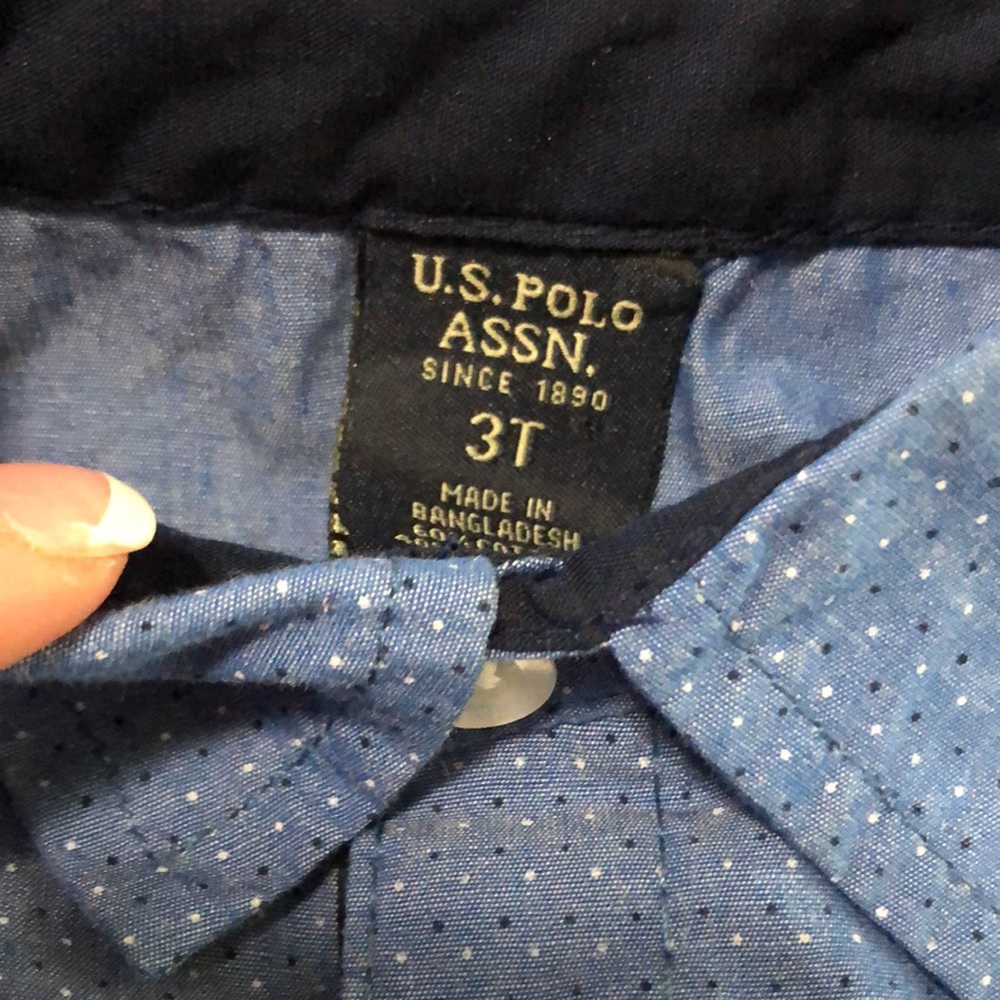 U.S. POLO
ASSN.
SINCE 1890
3T
MADE IN
BANGLADESH